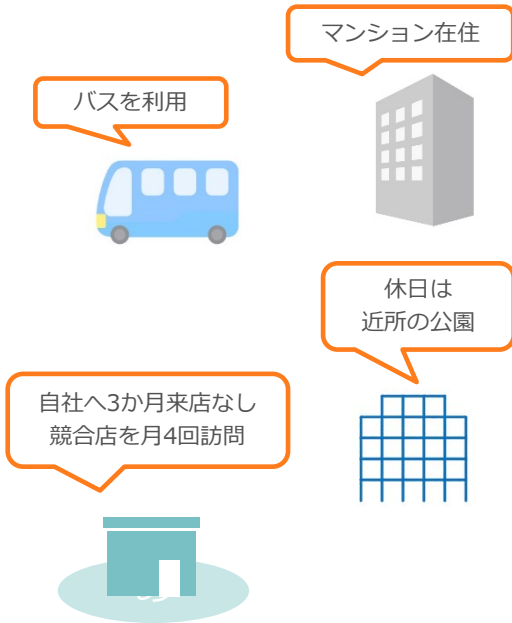 マンション在住
バスを利用
休日は
近所の公園
自社へ3か月来店なし
競合店を月4回訪問